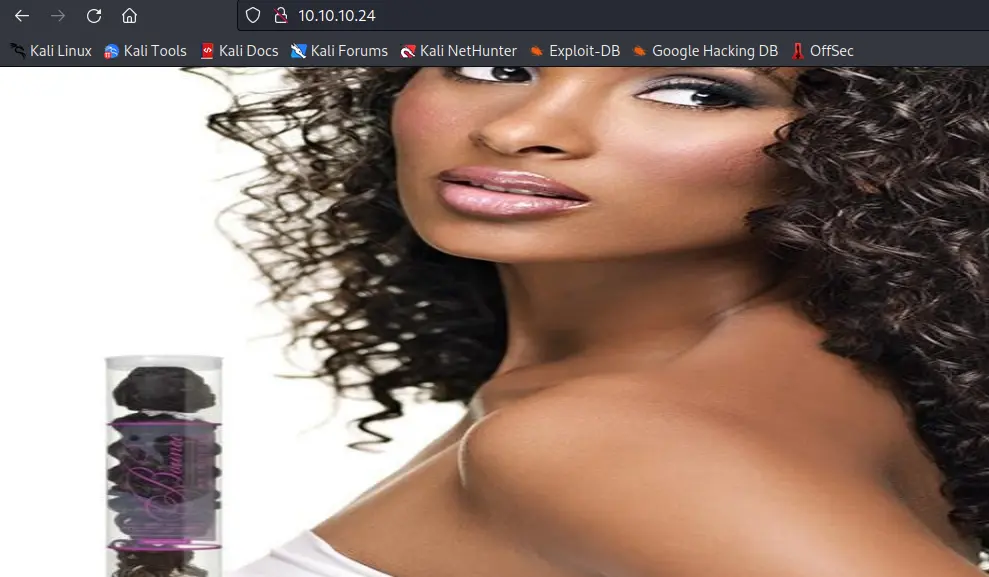 10.10.10.24
Kali Linux Kali Tools Kali Docs Kali Forums Kali NetHunter Exploit-DB Google Hacking DB OffSec
Bounce